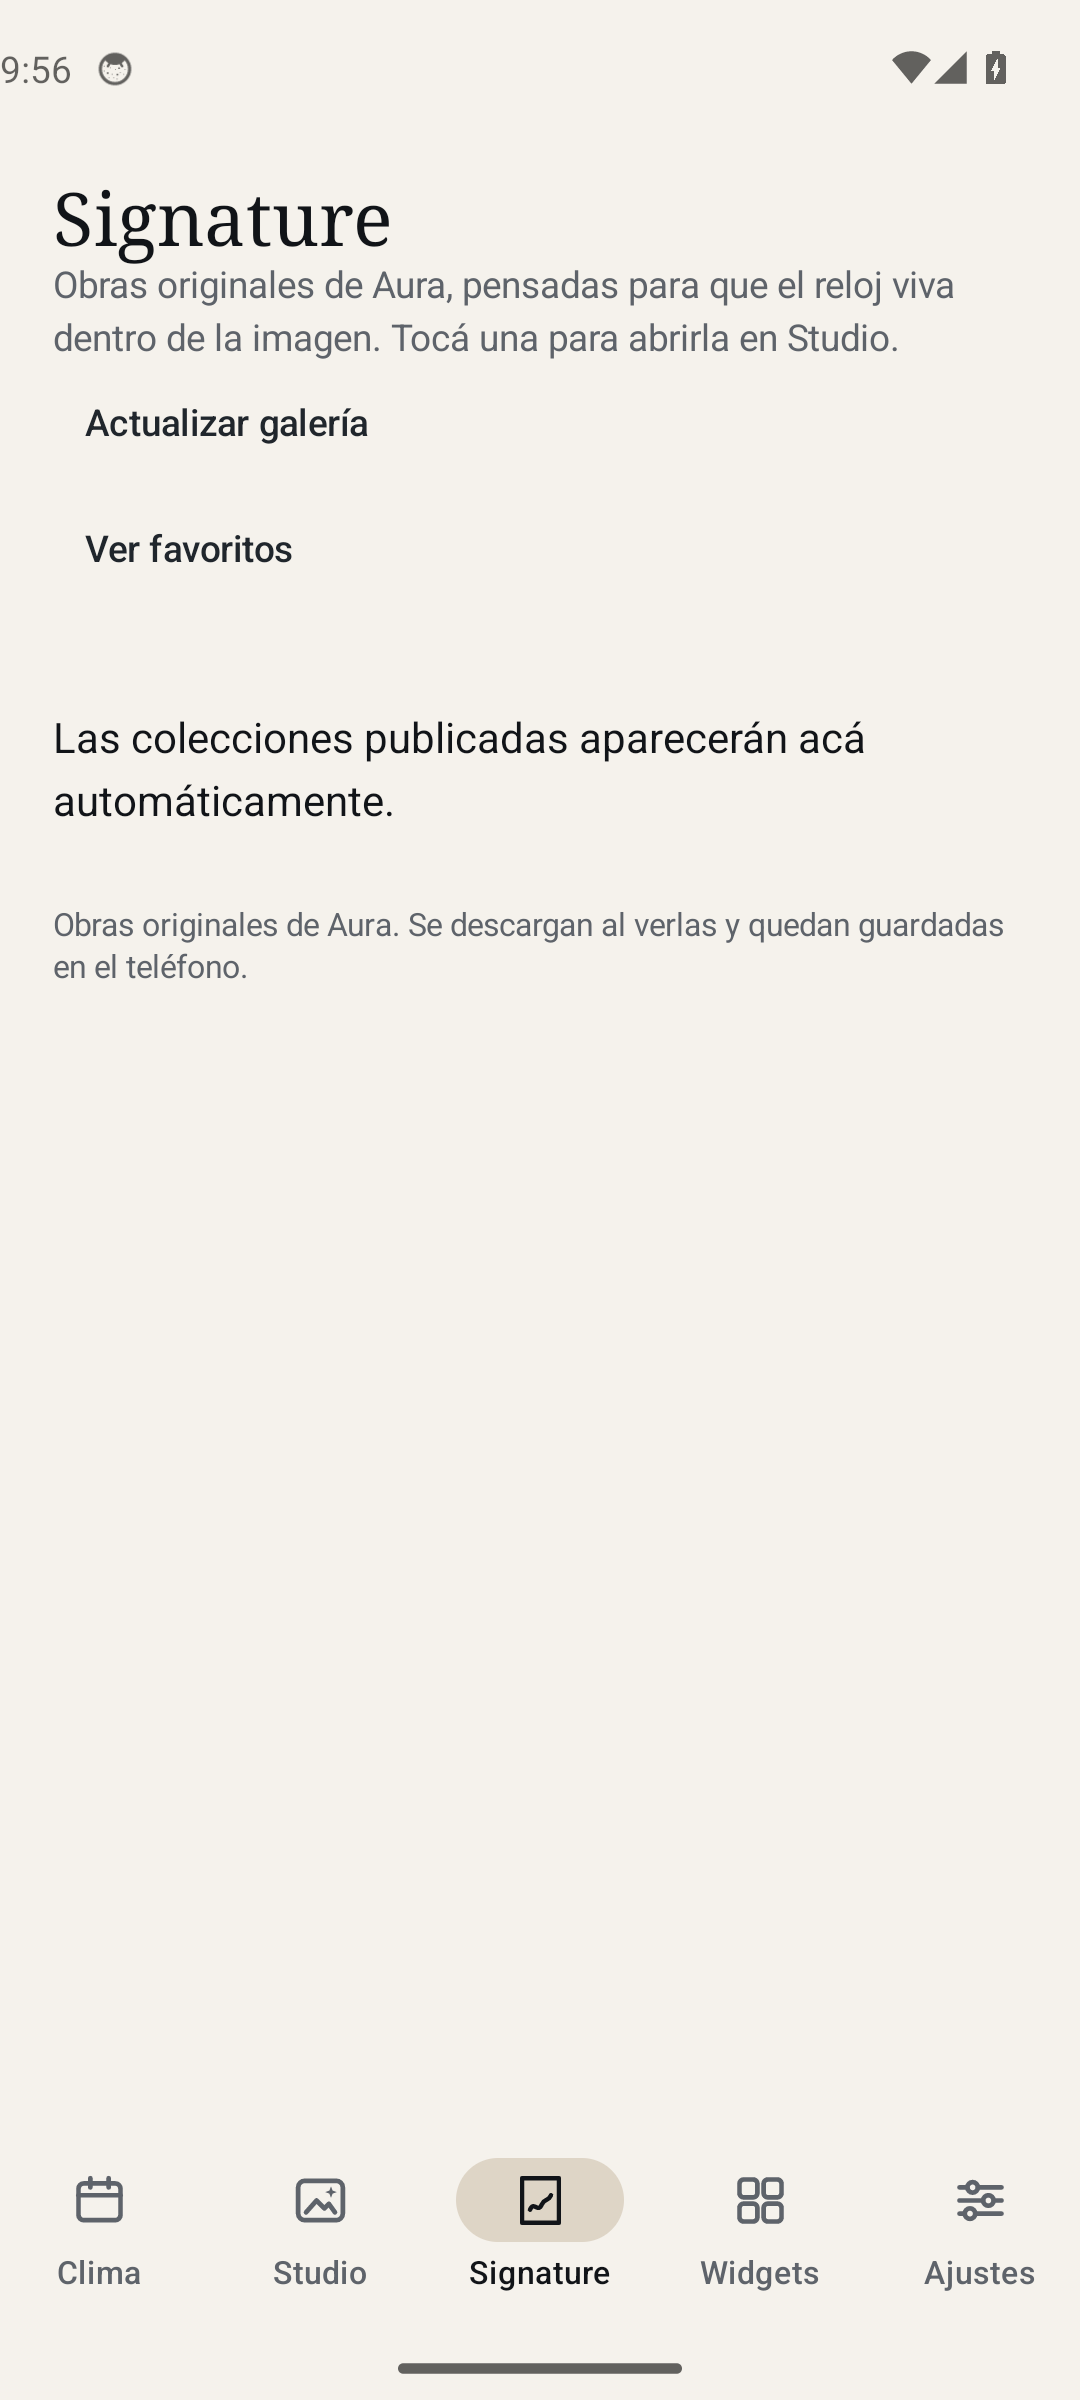 9:56
Signature
Obras originales de Aura, pensadas para que el reloj viva
dentro de la imagen. Tocá una para abrirla en Studio.
Actualizar galería
Ver favoritos
Las colecciones publicadas aparecerán acá
automáticamente.
Obras originales de Aura. Se descargan al verlas y quedan guardadas
en el teléfono.
Clima
Studio
Signature
Widgets
Ajustes